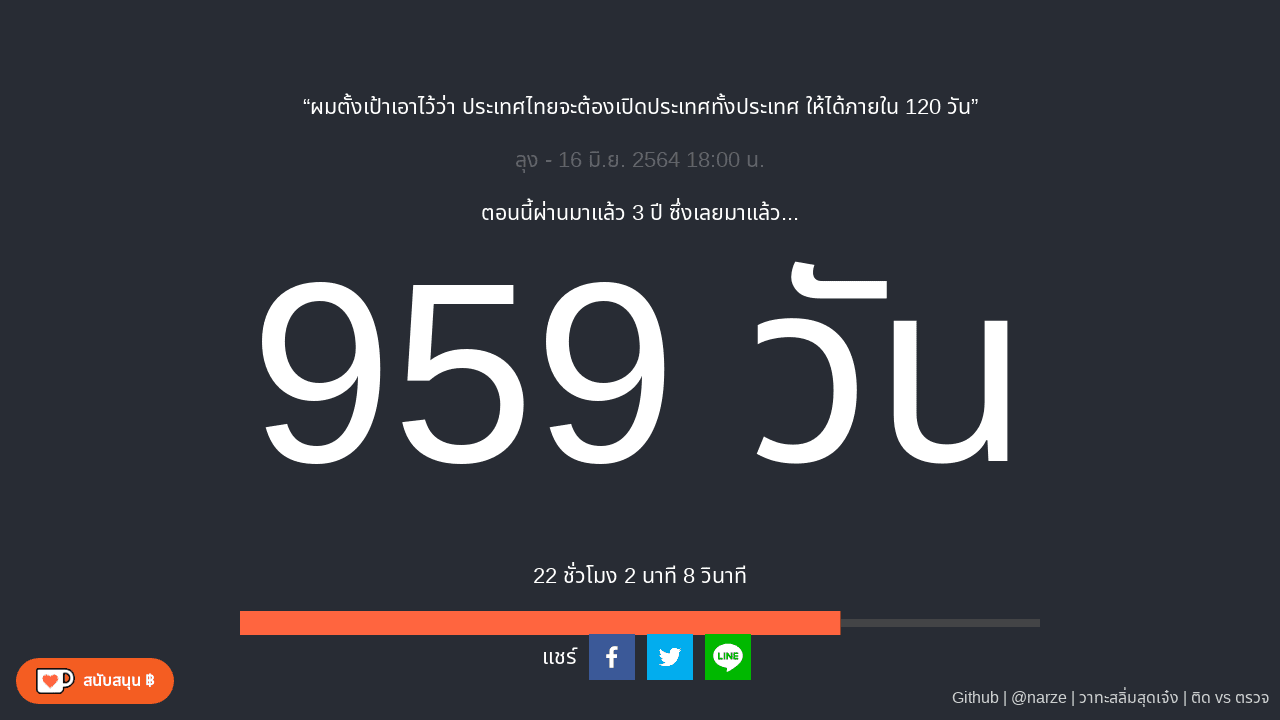 “ผมตั้งเป้าเอาไว้ว่า ประเทศไทยจะต้องเปิดประเทศทั้งประเทศ ให้ได้ภายใน 120 วัน”
ลุง - 16 มิ.ย. 2564 18:00 น.
ตอนนี้ผ่านมาแล้ว 3 ปี ซึ่งเลยมาแล้ว...
959 วัน
22 ชั่วโมง 2 นาที 8 วินาที
แชร์
LINE
สนับสนุน ฿
Github | @narze | วาทะสลิ่มสุดเจ๋ง | ติด vs ตรวจ